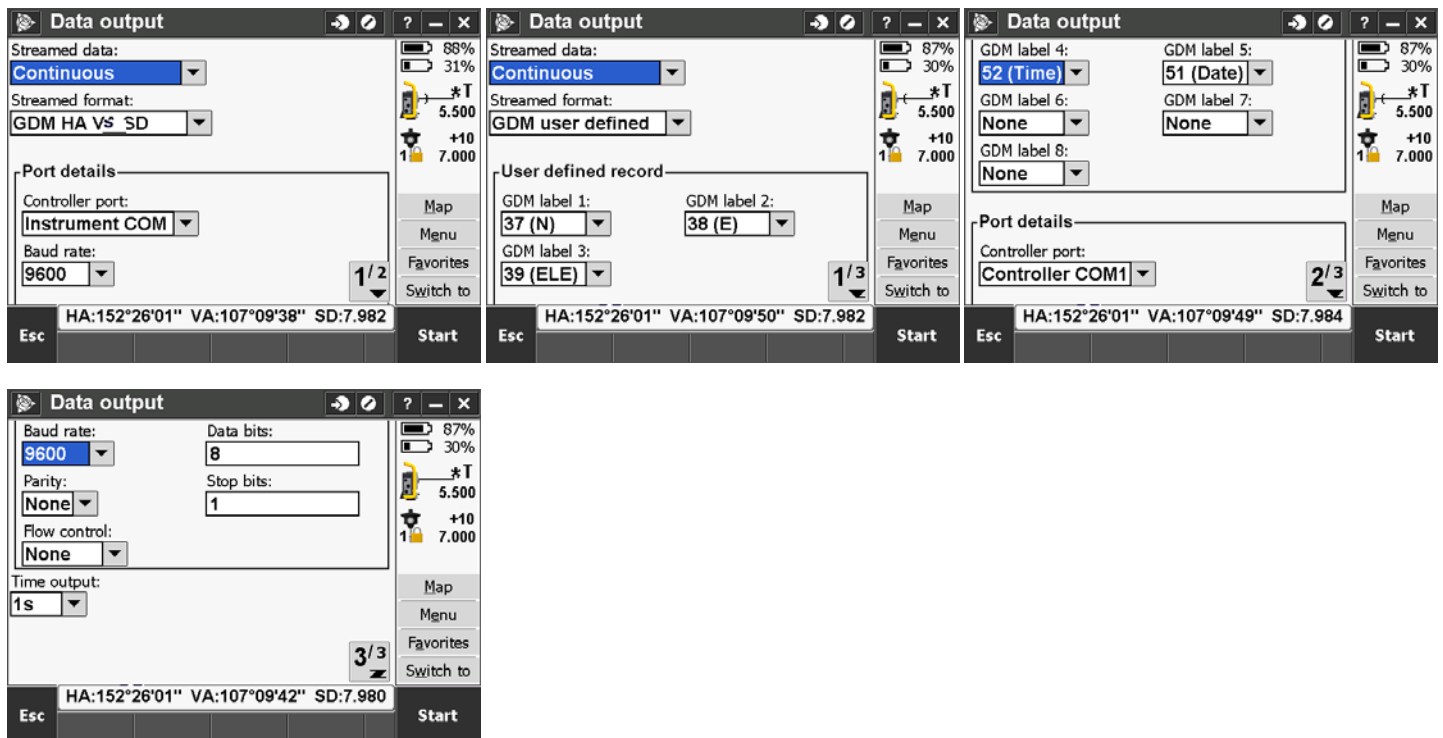 Data output
?
88%
Streamed data:
31%
Continuous
*T
Streamed format:
5.500
GDM HA Vs_SD
+10
1 7.000
Port details
Controller port:
Map
Instrument COM
Menu
Baud rate:
Favorites
9600
1/2
Switch to
HA:152°26'01" VA:107°09'38" SD:7.982
Esc
Start
Data output
?
87%
Streamed data:
30%
Continuous
*T
Streamed format:
5.500
GDM user defined
+10
1 7.000
User defined record
GDM label 1: GDM label 2:
Map
37 (N) 38 (E)
Menu
GDM label 3:
Favorites
39 (ELE)
1/3
Switch to
HA:152°26'01" VA:107°09'50" SD:7.982
Esc
Start
Data output
?
87%
GDM label 4: GDM label 5:
30%
52 (Time) 51 (Date)
*T
GDM label 6: GDM label 7:
5.500
None None
+10
GDM label 8:
1 7.000
None
Map
Port details
Menu
Controller port:
Favorites
Controller COM1
2/3
Switch to
HA:152°26'01" VA:107°09'49" SD:7.984
Esc
Start
Data output
?
87%
Baud rate: Data bits:
30%
9600 8
*T
Parity: Stop bits:
5.500
None 1
+10
Flow control:
1 7.000
None
Time output:
Map
1s
Menu
Favorites
3/3
Switch to
HA:152°26'01" VA:107°09'42" SD:7.980
Esc
Start